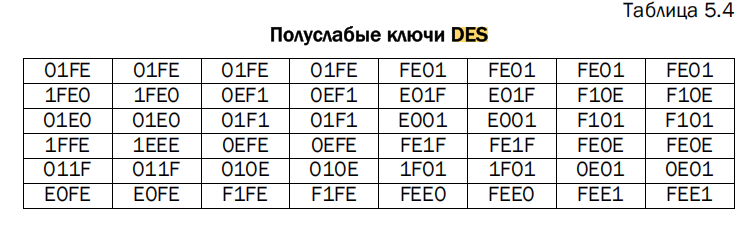 Таблица 5.4
Полуслабые ключи DES
01FE 01FE 01FE 01FE FE01 FE01 FE01 FE01
1FE0 1FE0 0EF1 0EF1 E01F E01F F10E F10E
01E0 01E0 01F1 01F1 E001 E001 F101 F101
1FFE 1EEE 0EFE 0EFE FE1F FE1F FE0E FE0E
011F 011F 010E 010E 1F01 1F01 0E01 0E01
E0FE E0FE F1FE F1FE FEE0 FEE0 FEE1 FEE1